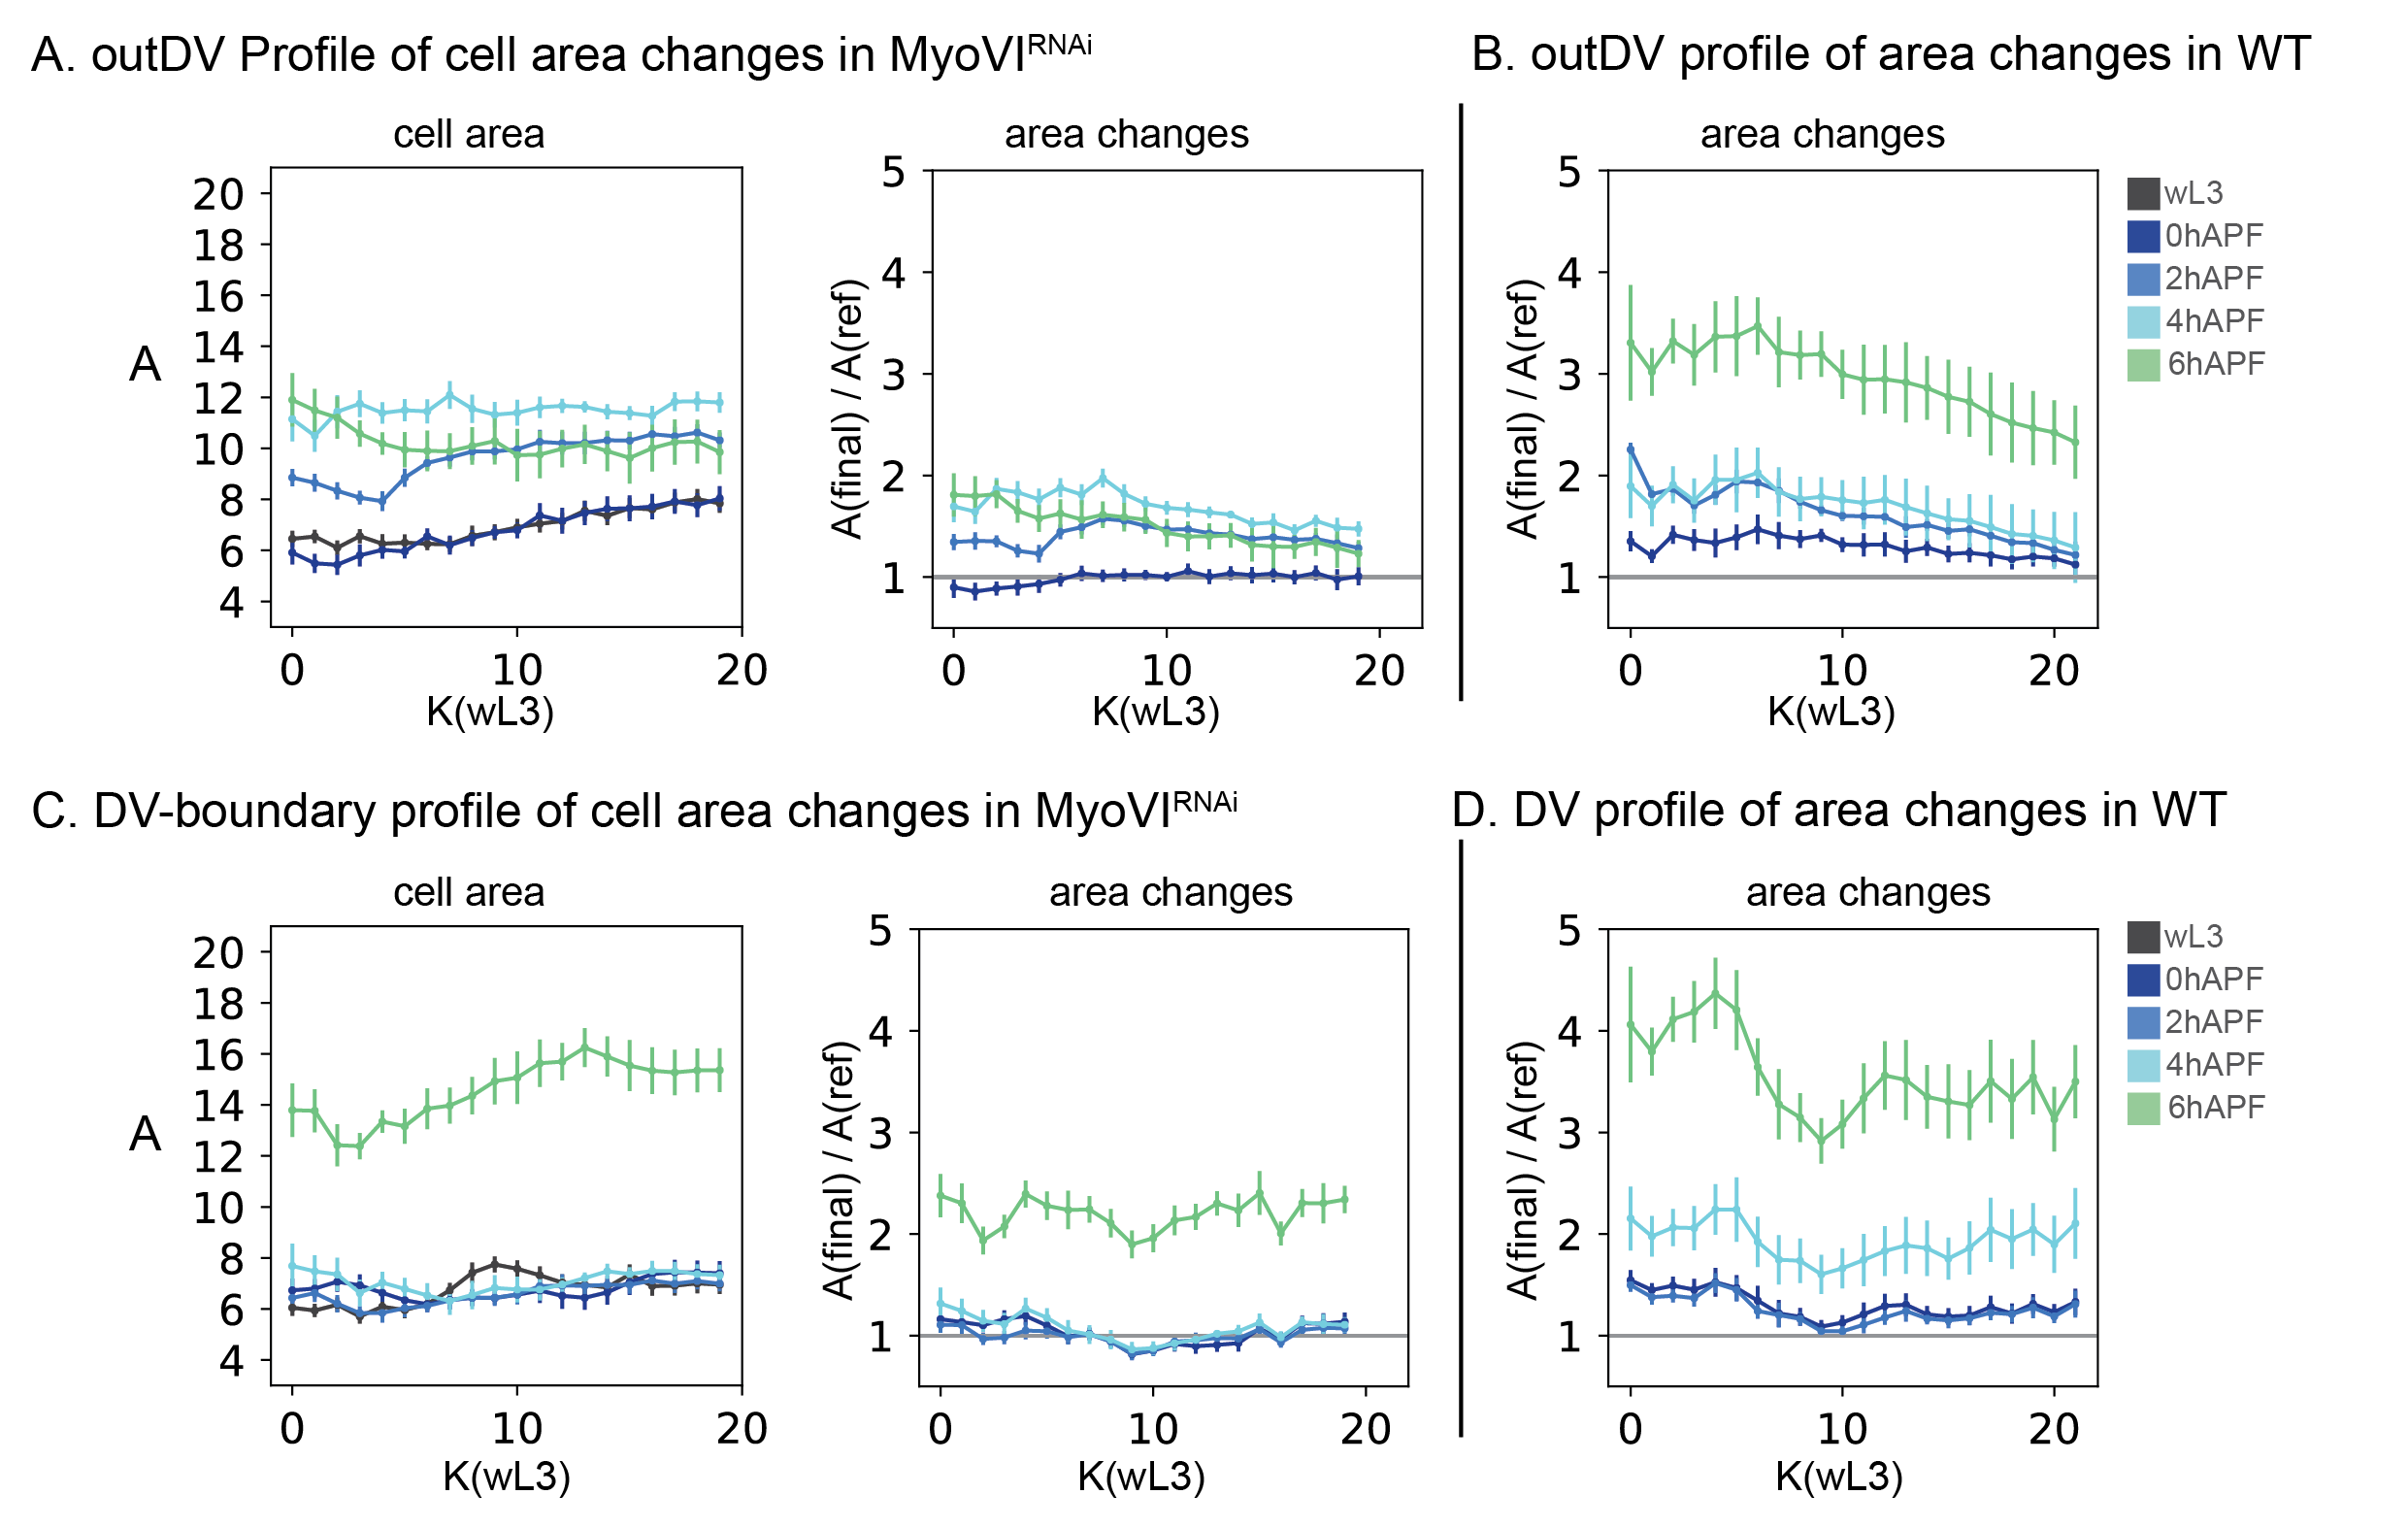 A. outDV Profile of cell area changes in MyoVI^RNAi
B. outDV profile of area changes in WT
cell area
20
18
16
14
12
10
8
6
4
A
0 10 20
K(wL3)
area changes
5
4
3
2
1
A(final) / A(ref)
0 10 20
K(wL3)
area changes
5
4
3
2
1
A(final) / A(ref)
0 10 20
K(wL3)
wL3
0hAPF
2hAPF
4hAPF
6hAPF
C. DV-boundary profile of cell area changes in MyoVI^RNAi
D. DV profile of area changes in WT
cell area
20
18
16
14
12
10
8
6
4
A
0 10 20
K(wL3)
area changes
5
4
3
2
1
A(final) / A(ref)
0 10 20
K(wL3)
area changes
5
4
3
2
1
A(final) / A(ref)
0 10 20
K(wL3)
wL3
0hAPF
2hAPF
4hAPF
6hAPF